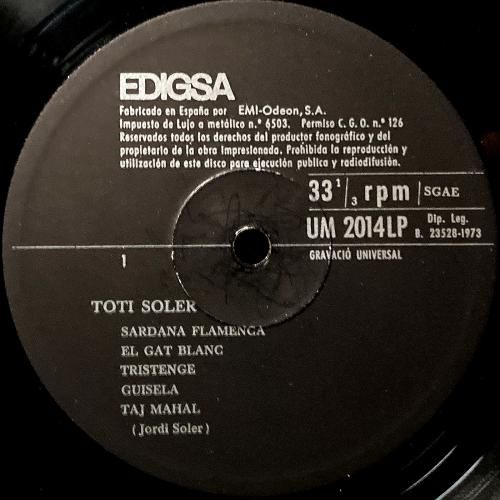 EDIGSA
Fabricado en España por EMI-Odeon, S.A.
Impuesto de Lujo a metálico n.º 6503. Permiso C. G. O. n.º 126
Reservados todos los derechos del productor fonográfico y del
propietario de la obra impresionada. Prohibida la reproducción y
utilización de este disco para ejecución publica y radiodifusión.
33 1/3 rpm SGAE
UM 2014LP Dip. Leg. B. 23528-1973
GRAVACIÓ UNIVERSAL
1
TOTI SOLER
SARDANA FLAMENCA
EL GAT BLANC
TRISTENGE
GUISELA
TAJ MAHAL
(Jordi Soler)